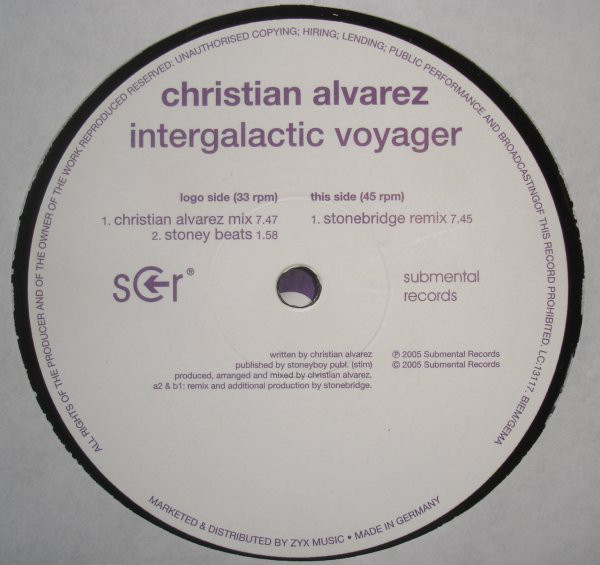 christian alvarez
intergalactic voyager
logo side (33 rpm)
1. christian alvarez mix 7.47
2. stoney beats 1.58
this side (45 rpm)
1. stonebridge remix 7.45
scr®
submental
records
written by christian alvarez
published by stoneyboy publ. (stim)
produced, arranged and mixed by christian alvarez.
a2 & b1: remix and additional production by stonebridge.
℗ 2005 Submental Records
© 2005 Submental Records
ALL RIGHTS OF THE PRODUCER AND OF THE OWNER OF THE WORK REPRODUCED RESERVED: UNAUTHORISED COPYING; HIRING; LENDING; PUBLIC PERFORMANCE AND BROADCASTINGOF THIS RECORD PROHIBITED. LC:13117. BIEM/GEMA
MARKETED & DISTRIBUTED BY ZYX MUSIC • MADE IN GERMANY